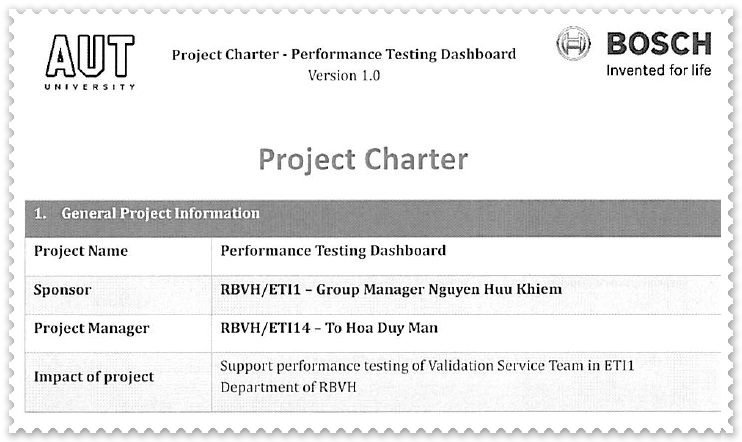 AUT
UNIVERSITY
Project Charter - Performance Testing Dashboard
Version 1.0
BOSCH
Invented for life
Project Charter
1. General Project Information
Project Name Performance Testing Dashboard
Sponsor RBVH/ETI1 – Group Manager Nguyen Huu Khiem
Project Manager RBVH/ETI14 – To Hoa Duy Man
Impact of project Support performance testing of Validation Service Team in ETI1
Department of RBVH